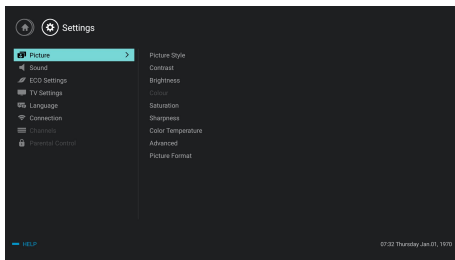 Settings
Picture
Sound
ECO Settings
TV Settings
Language
Connection
Channels
Parental Control
Picture Style
Contrast
Brightness
Colour
Saturation
Sharpness
Color Temperature
Advanced
Picture Format
HELP
07:32 Thursday Jan.01, 1970